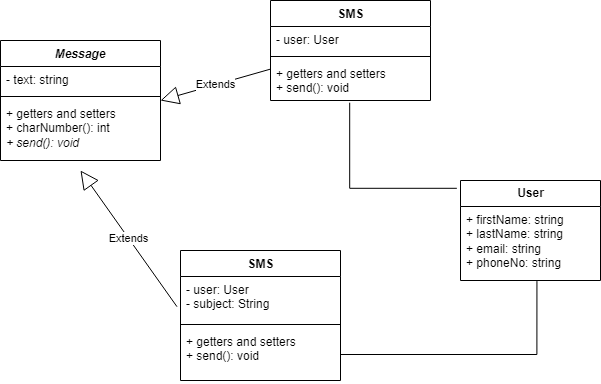 SMS
- user: User
+ getters and setters
+ send(): void
Message
- text: string
+ getters and setters
+ charNumber(): int
+ send(): void
Extends
User
+ firstName: string
+ lastName: string
+ email: string
+ phoneNo: string
Extends
SMS
- user: User
- subject: String
+ getters and setters
+ send(): void